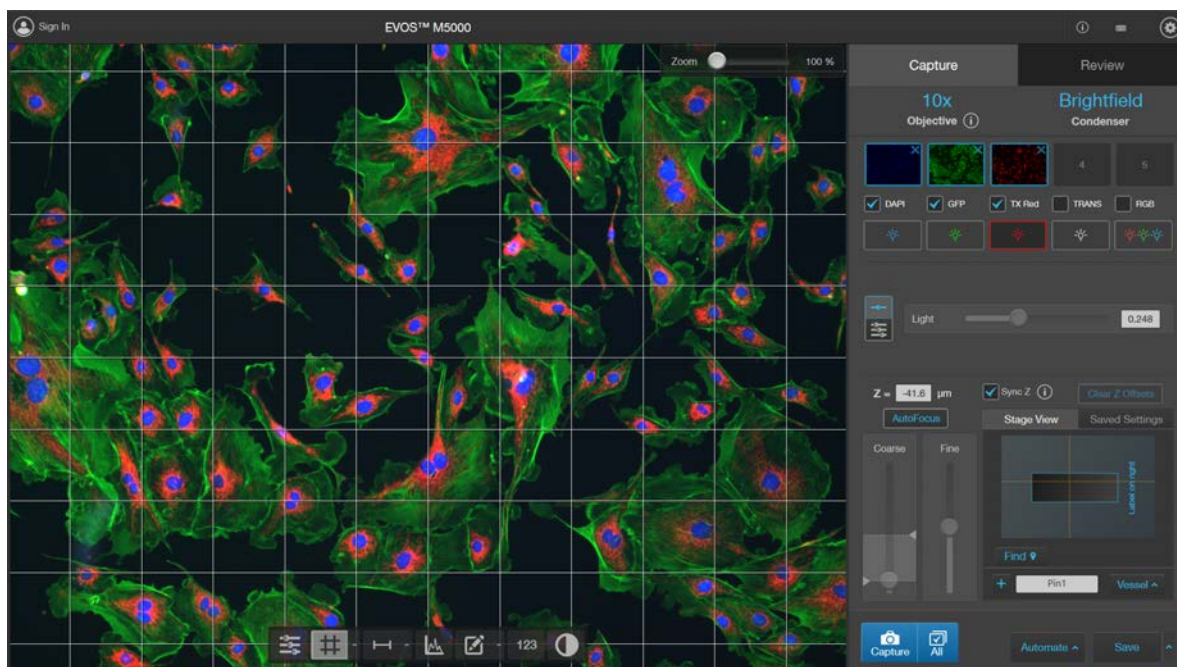 Sign In
EVOS™ M5000
Zoom 100 %
Capture Review
10x Brightfield
Objective Condenser
4 5
DAPI GFP TX Red TRANS RGB
Light 0.248
Z = -41.6 µm Sync Z Clear Z Offsets
AutoFocus Stage View Saved Settings
Coarse Fine
Label on right
Find
+ Pin1 Vessel
123
Capture All Automate Save